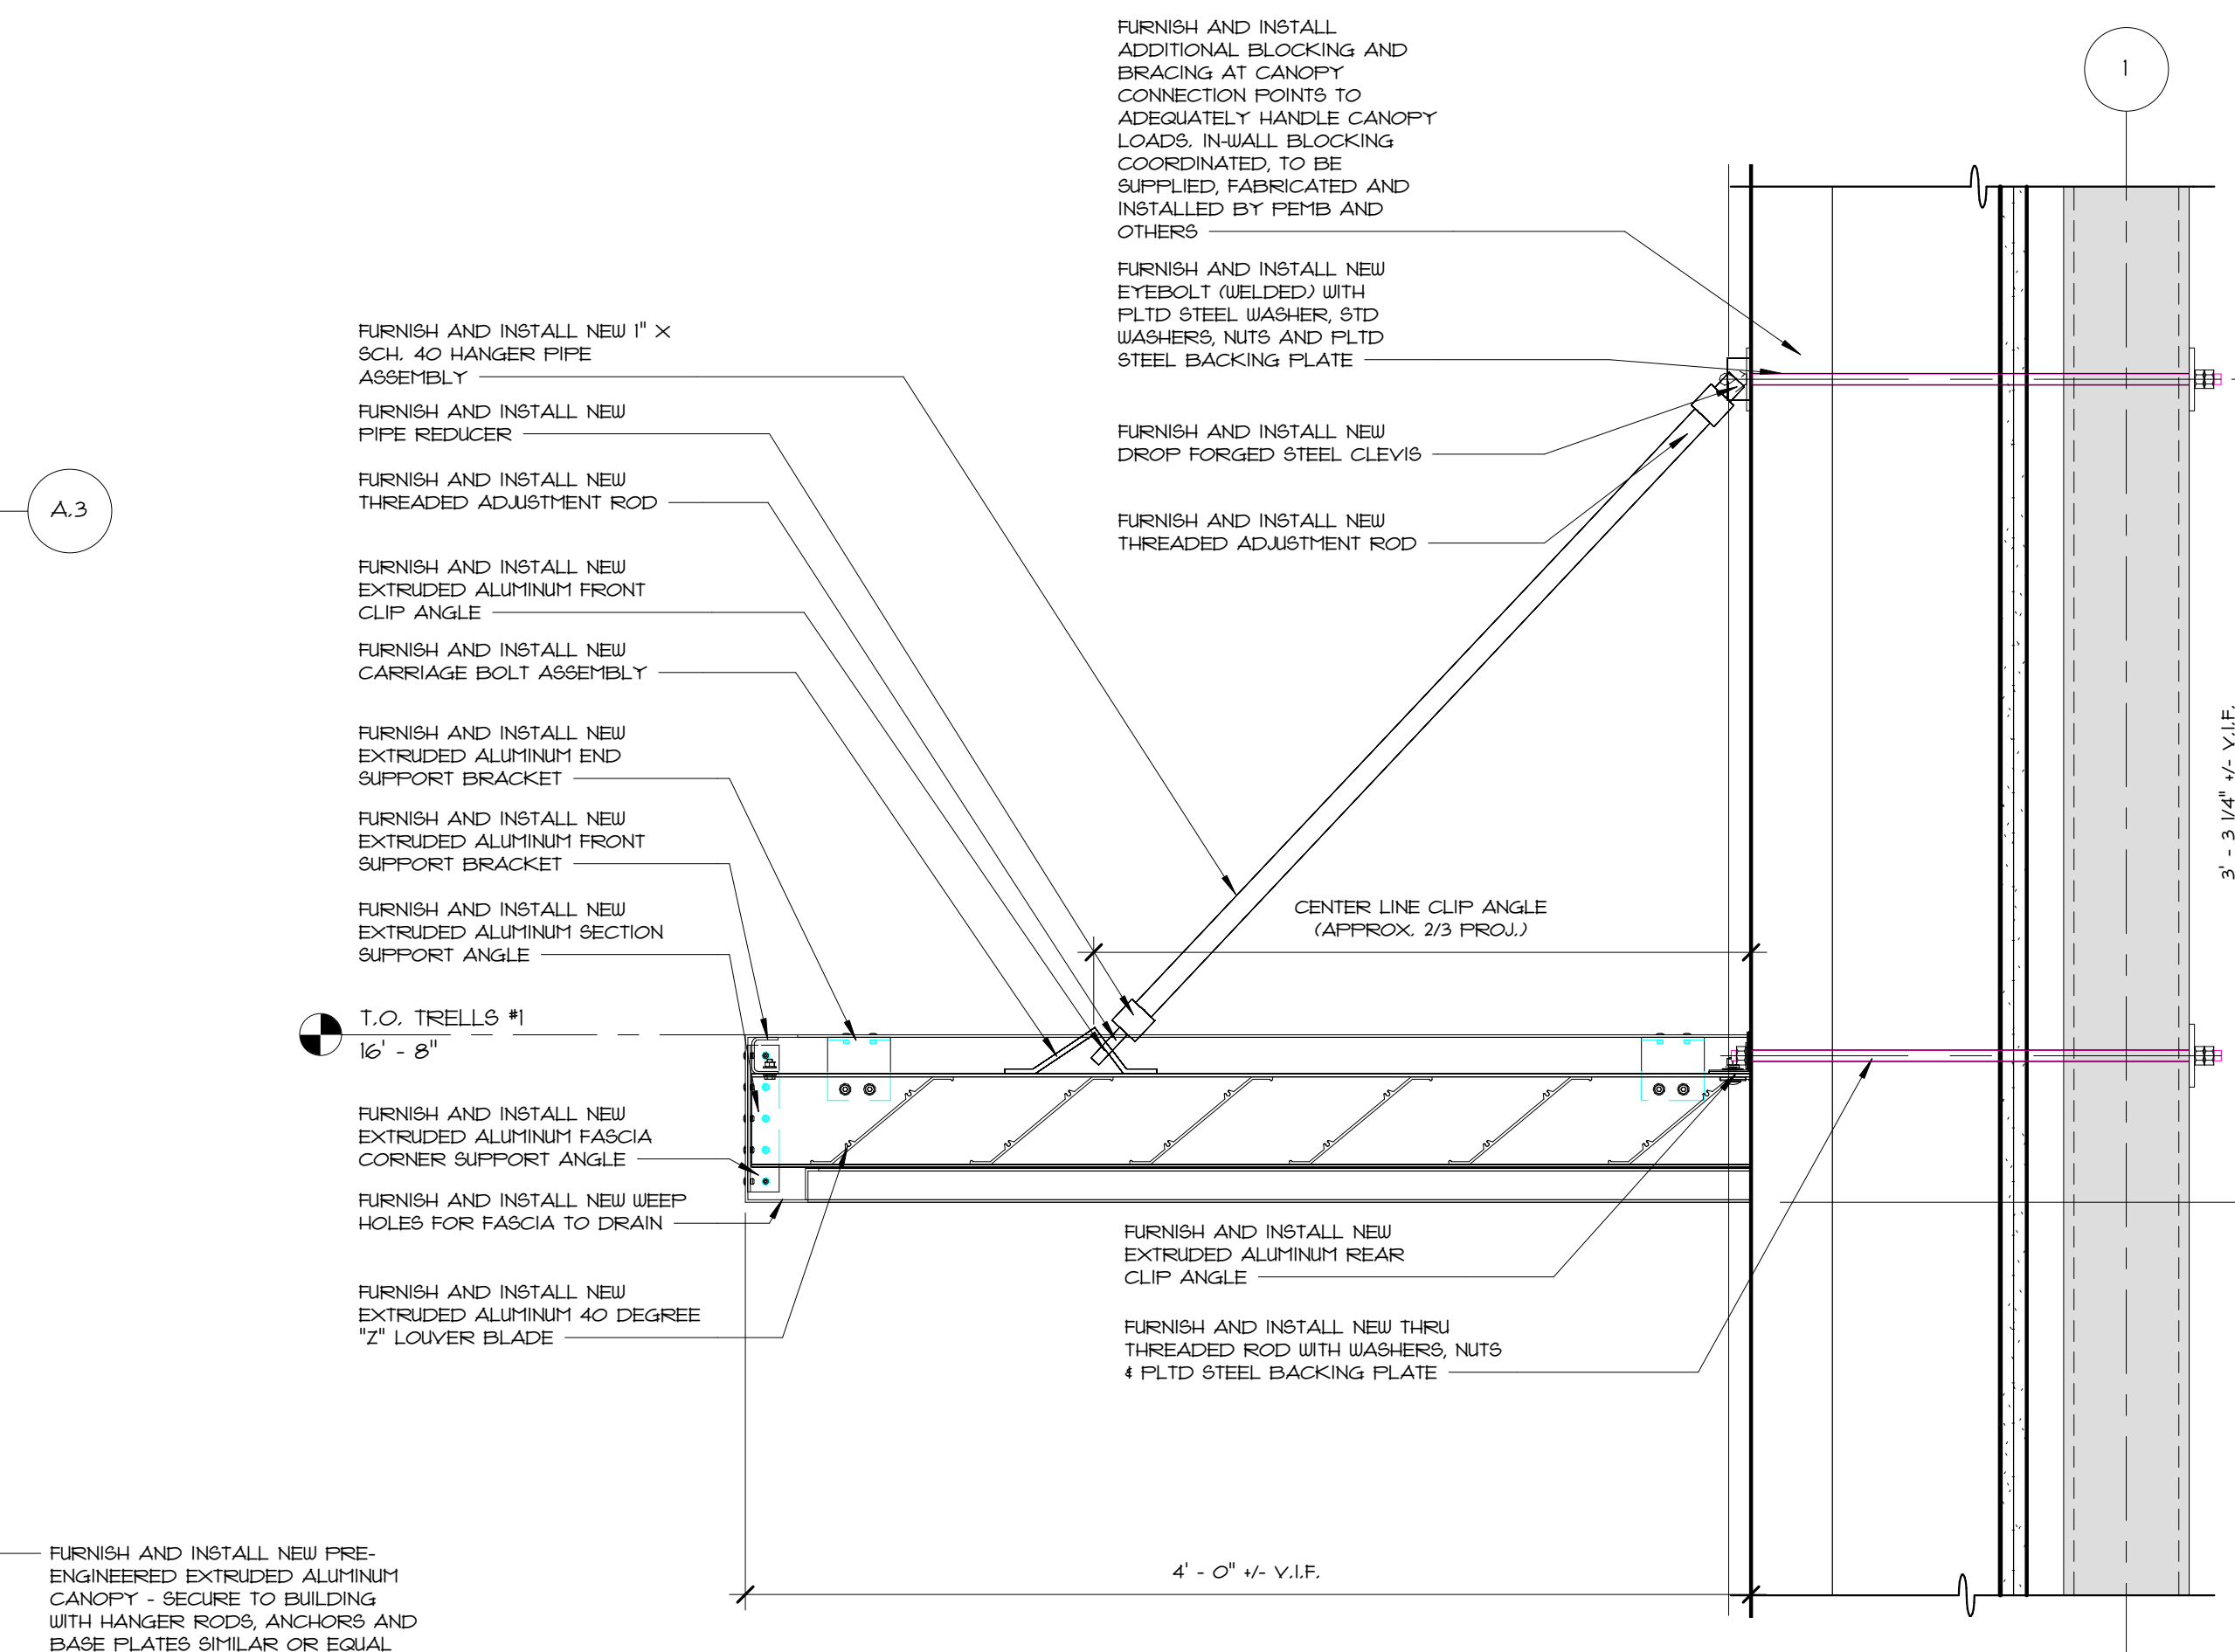 FURNISH AND INSTALL
ADDITIONAL BLOCKING AND
BRACING AT CANOPY
CONNECTION POINTS TO
ADEQUATELY HANDLE CANOPY
LOADS. IN-WALL BLOCKING
COORDINATED, TO BE
SUPPLIED, FABRICATED AND
INSTALLED BY PEMB AND
OTHERS
1
FURNISH AND INSTALL NEW
EYEBOLT (WELDED) WITH
PLTD STEEL WASHER, STD
WASHERS, NUTS AND PLTD
STEEL BACKING PLATE
FURNISH AND INSTALL NEW
DROP FORGED STEEL CLEVIS
FURNISH AND INSTALL NEW
THREADED ADJUSTMENT ROD
FURNISH AND INSTALL NEW 1" X
SCH. 40 HANGER PIPE
ASSEMBLY
FURNISH AND INSTALL NEW
PIPE REDUCER
FURNISH AND INSTALL NEW
THREADED ADJUSTMENT ROD
A.3
FURNISH AND INSTALL NEW
EXTRUDED ALUMINUM FRONT
CLIP ANGLE
FURNISH AND INSTALL NEW
CARRIAGE BOLT ASSEMBLY
FURNISH AND INSTALL NEW
EXTRUDED ALUMINUM END
SUPPORT BRACKET
FURNISH AND INSTALL NEW
EXTRUDED ALUMINUM FRONT
SUPPORT BRACKET
FURNISH AND INSTALL NEW
EXTRUDED ALUMINUM SECTION
SUPPORT ANGLE
CENTER LINE CLIP ANGLE
(APPROX. 2/3 PROJ.)
3' - 3 1/4" +/- V.I.F.
T.O. TRELLS #1
16' - 8"
FURNISH AND INSTALL NEW
EXTRUDED ALUMINUM FASCIA
CORNER SUPPORT ANGLE
FURNISH AND INSTALL NEW WEEP
HOLES FOR FASCIA TO DRAIN
FURNISH AND INSTALL NEW
EXTRUDED ALUMINUM 40 DEGREE
"Z" LOUVER BLADE
FURNISH AND INSTALL NEW
EXTRUDED ALUMINUM REAR
CLIP ANGLE
FURNISH AND INSTALL NEW THRU
THREADED ROD WITH WASHERS, NUTS
& PLTD STEEL BACKING PLATE
4' - 0" +/- V.I.F.
FURNISH AND INSTALL NEW PRE-
ENGINEERED EXTRUDED ALUMINUM
CANOPY - SECURE TO BUILDING
WITH HANGER RODS, ANCHORS AND
BASE PLATES SIMILAR OR EQUAL